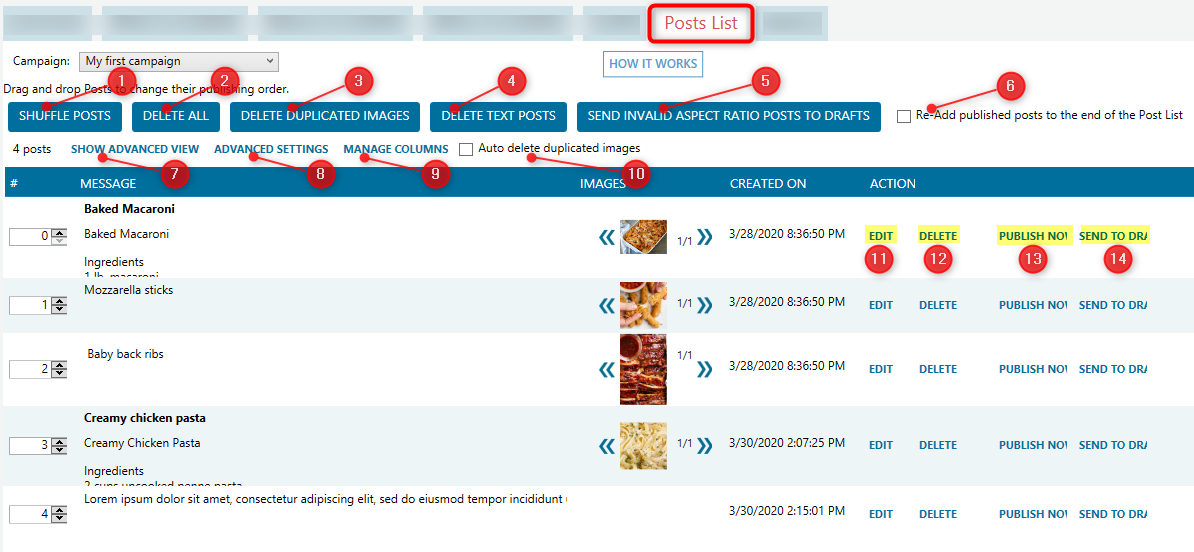 Posts List
Campaign: My first campaign HOW IT WORKS
1 2 3 4 5 6
Drag and drop Posts to change their publishing order.
SHUFFLE POSTS DELETE ALL DELETE DUPLICATED IMAGES DELETE TEXT POSTS SEND INVALID ASPECT RATIO POSTS TO DRAFTS Re-Add published posts to the end of the Post List
4 posts SHOW ADVANCED VIEW ADVANCED SETTINGS MANAGE COLUMNS Auto delete duplicated images
7 8 9 10
# MESSAGE IMAGES CREATED ON ACTION
Baked Macaroni
0 Baked Macaroni 1/1 3/28/2020 8:36:50 PM EDIT DELETE PUBLISH NOW SEND TO DRA
11 12 13 14
Ingredients
1 lb. macaroni
Mozzarella sticks
1 1/1 3/28/2020 8:36:50 PM EDIT DELETE PUBLISH NOW SEND TO DRA
Baby back ribs
2 1/1 3/28/2020 8:36:50 PM EDIT DELETE PUBLISH NOW SEND TO DRA
Creamy chicken pasta
3 Creamy Chicken Pasta 1/1 3/30/2020 2:07:25 PM EDIT DELETE PUBLISH NOW SEND TO DRA
Ingredients
2 cups uncooked penne pasta
Lorem ipsum dolor sit amet, consectetur adipiscing elit, sed do eiusmod tempor incididunt
4 3/30/2020 2:15:01 PM EDIT DELETE PUBLISH NOW SEND TO DRA